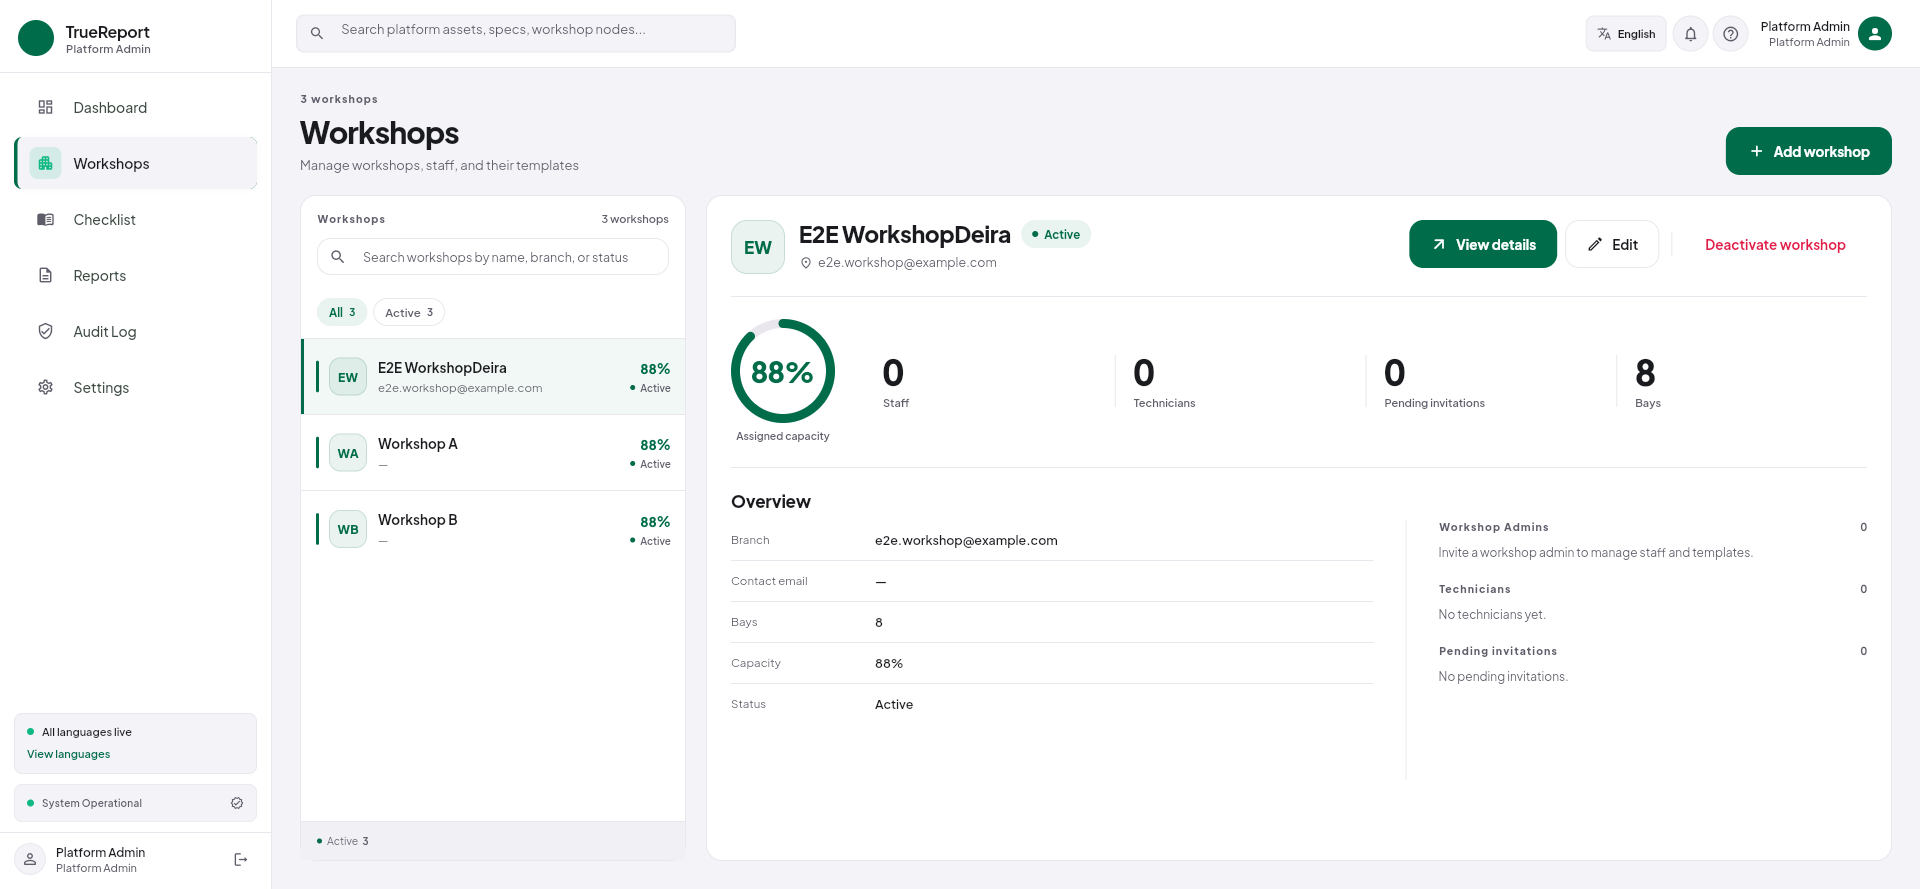 TrueReport
Platform Admin
Dashboard
Workshops
Checklist
Reports
Audit Log
Settings
All languages live
View languages
System Operational
Platform Admin
Platform Admin
Search platform assets, specs, workshop nodes...
English
Platform Admin
Platform Admin
3 workshops
Workshops
Manage workshops, staff, and their templates
Add workshop
Workshops
3 workshops
Search workshops by name, branch, or status
All 3
Active 3
EW
E2E WorkshopDeira
e2e.workshop@example.com
88%
Active
WA
Workshop A
—
88%
Active
WB
Workshop B
—
88%
Active
Active 3
EW
E2E WorkshopDeira
Active
e2e.workshop@example.com
View details
Edit
Deactivate workshop
88%
Assigned capacity
0
Staff
0
Technicians
0
Pending invitations
8
Bays
Overview
Branch
e2e.workshop@example.com
Contact email
—
Bays
8
Capacity
88%
Status
Active
Workshop Admins
0
Invite a workshop admin to manage staff and templates.
Technicians
0
No technicians yet.
Pending invitations
0
No pending invitations.